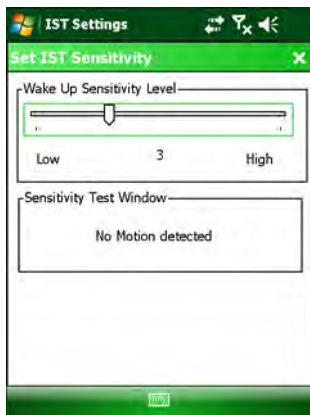 IST Settings
Set IST Sensitivity
Wake Up Sensitivity Level
Low 3 High
Sensitivity Test Window
No Motion detected